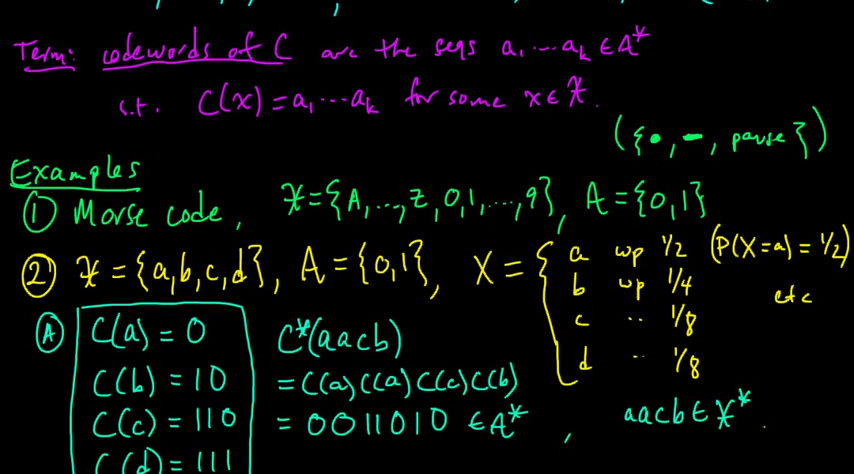 Term: codewords of C are the seqs a₁…aₖ ∈ A*
s.t. C(x) = a₁…aₖ for some x ∈ 𝒳.
({•, –, pause})
Examples
① Morse code, 𝒳 = {A,…,Z,0,1,…,9}, A = {0,1}
② 𝒳 = {a,b,c,d}, A = {0,1}, X = { a wp 1/2 (P(X=a) = 1/2)
b wp 1/4 etc
c ·· 1/8
d ·· 1/8
Ⓐ C(a) = 0 C*(aacb)
C(b) = 10 = C(a)C(a)C(c)C(b)
C(c) = 110 = 0011010 ∈ A*, aacb ∈ 𝒳*.
C(d) = 111